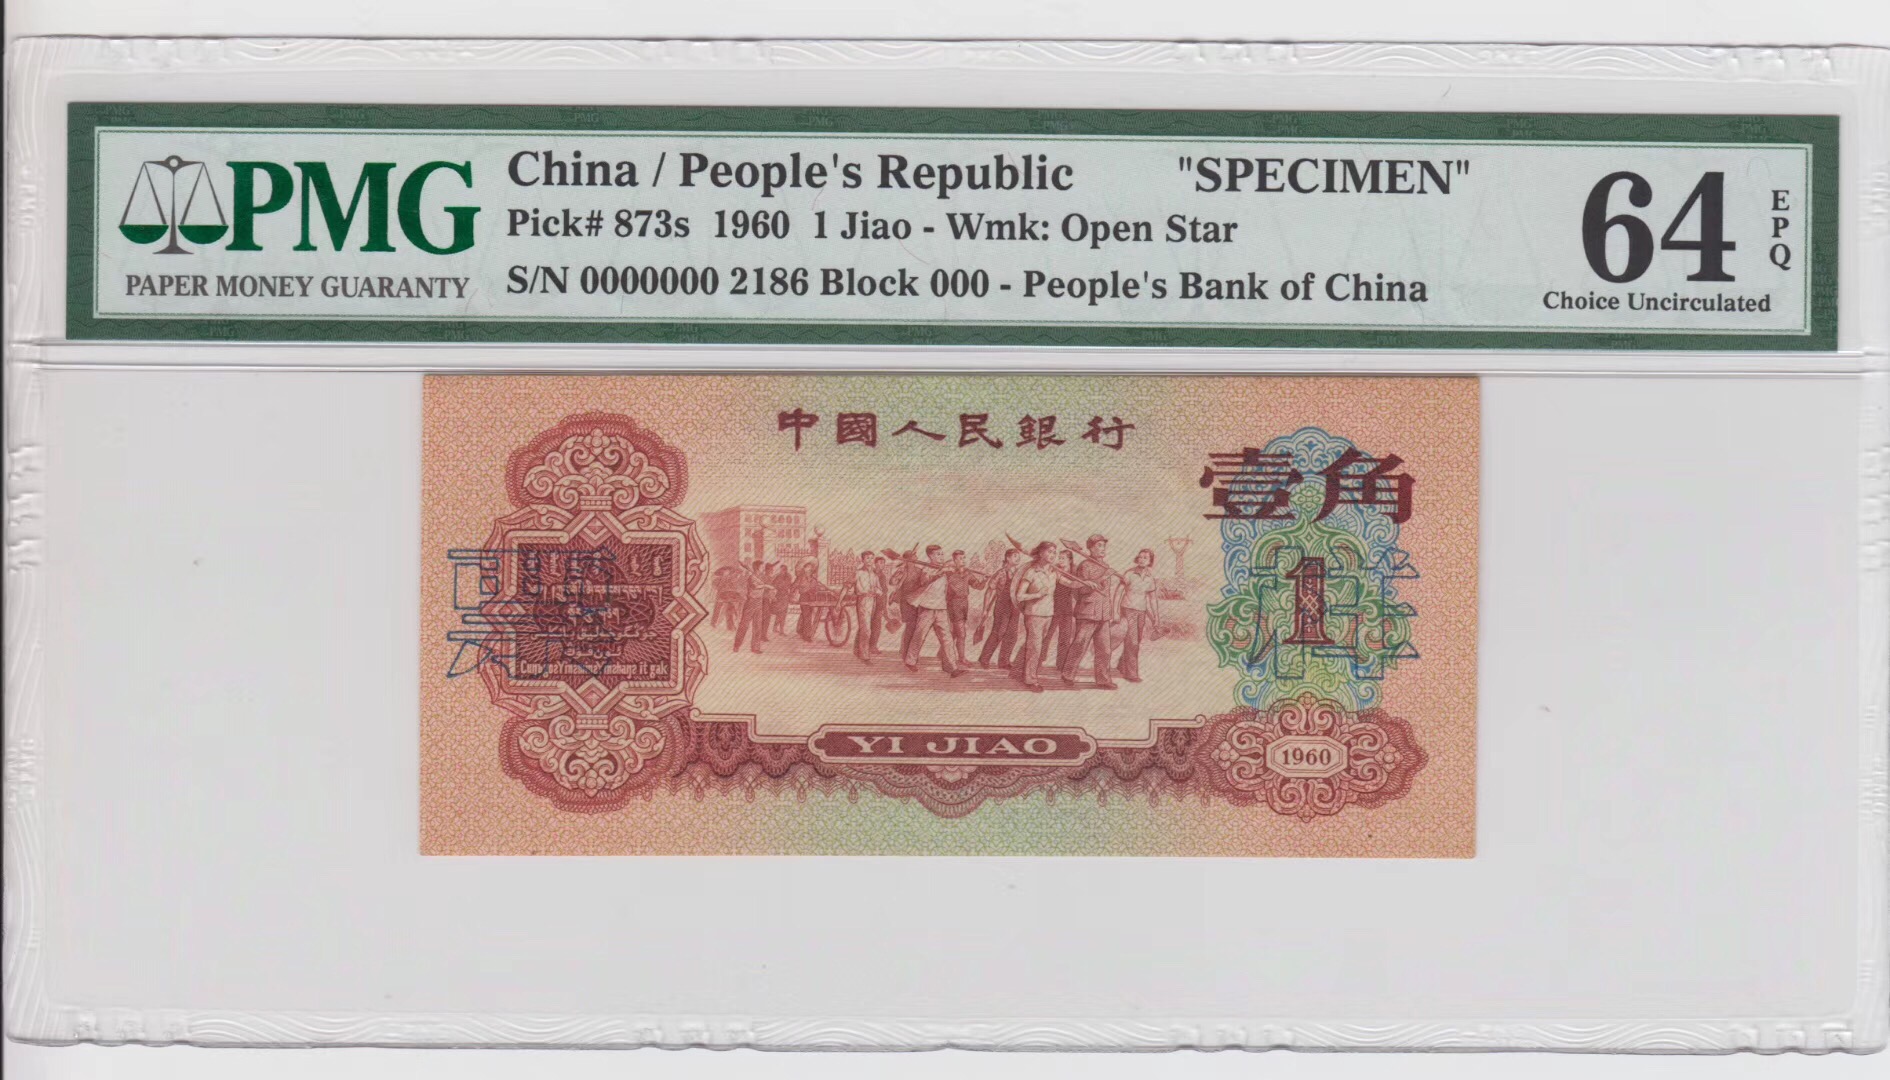 PMG
PAPER MONEY GUARANTY
China / People's Republic "SPECIMEN"
Pick# 873s 1960 1 Jiao - Wmk: Open Star
S/N 0000000 2186 Block 000 - People's Bank of China
64
EPQ
Choice Uncirculated
中國人民銀行
壹角
票 樣
1
YI JIAO
1960